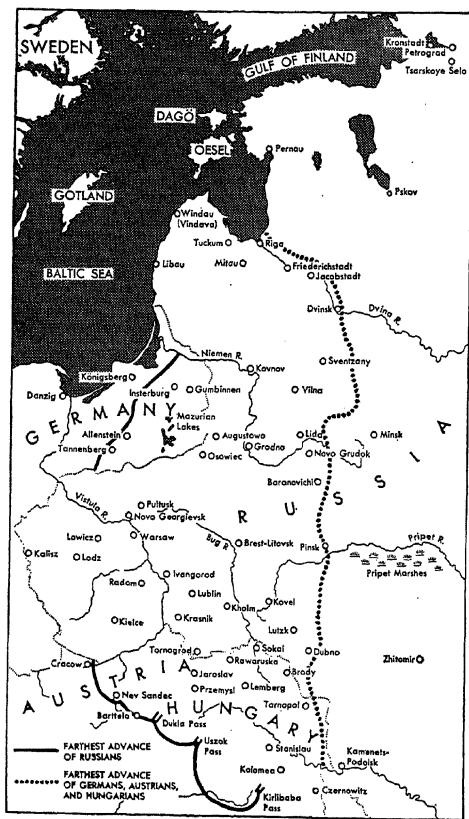 SWEDEN
Kronstadt
Petrograd
Tsarskoye Selo
GULF OF FINLAND
DAGÖ
OESEL
Pernau
GOTLAND
Pskov
Windau
(Vindava)
Tuckum
Riga
BALTIC SEA
Libau
Mitau
Friederichstadt
Jacobstadt
Dvinsk
Dvina R.
Niemen R.
Kovnav
Sventzany
Königsberg
Insterburg
Gumbinnen
Vilna
Danzig
GERMANY
Mazurian
Lakes
Allenstein
Augustowo
Lida
Minsk
Tannenberg
Grodno
Osowiec
Novo Grudok
RUSSIA
Baranovichi
Vistula R.
Pultusk
Nova Georgievsk
Lowicz
Warsaw
Bug R
Brest-Litovsk
Pinsk
Pripet R.
Kalisz
Lodz
Pripet Marshes
Ivangorod
Radom
Lublin
Kholm
Kovel
Kielce
Krasnik
Lutzk
Tornogrod
Sokal
Dubno
Zhitomir
Cracow
AUSTRIA
Rawaruska
Jaroslav
Brody
Nev Sandec
Przemysl
Lemberg
Tarnopol
HUNGARY
Barttela
Dukla Pass
Uszok
Pass
Stanislau
Kamenets-
Podolsk
FARTHEST ADVANCE
OF RUSSIANS
Kolomea
FARTHEST ADVANCE
OF GERMANS, AUSTRIANS,
AND HUNGARIANS
Kirlibaba
Pass
Czernowitz